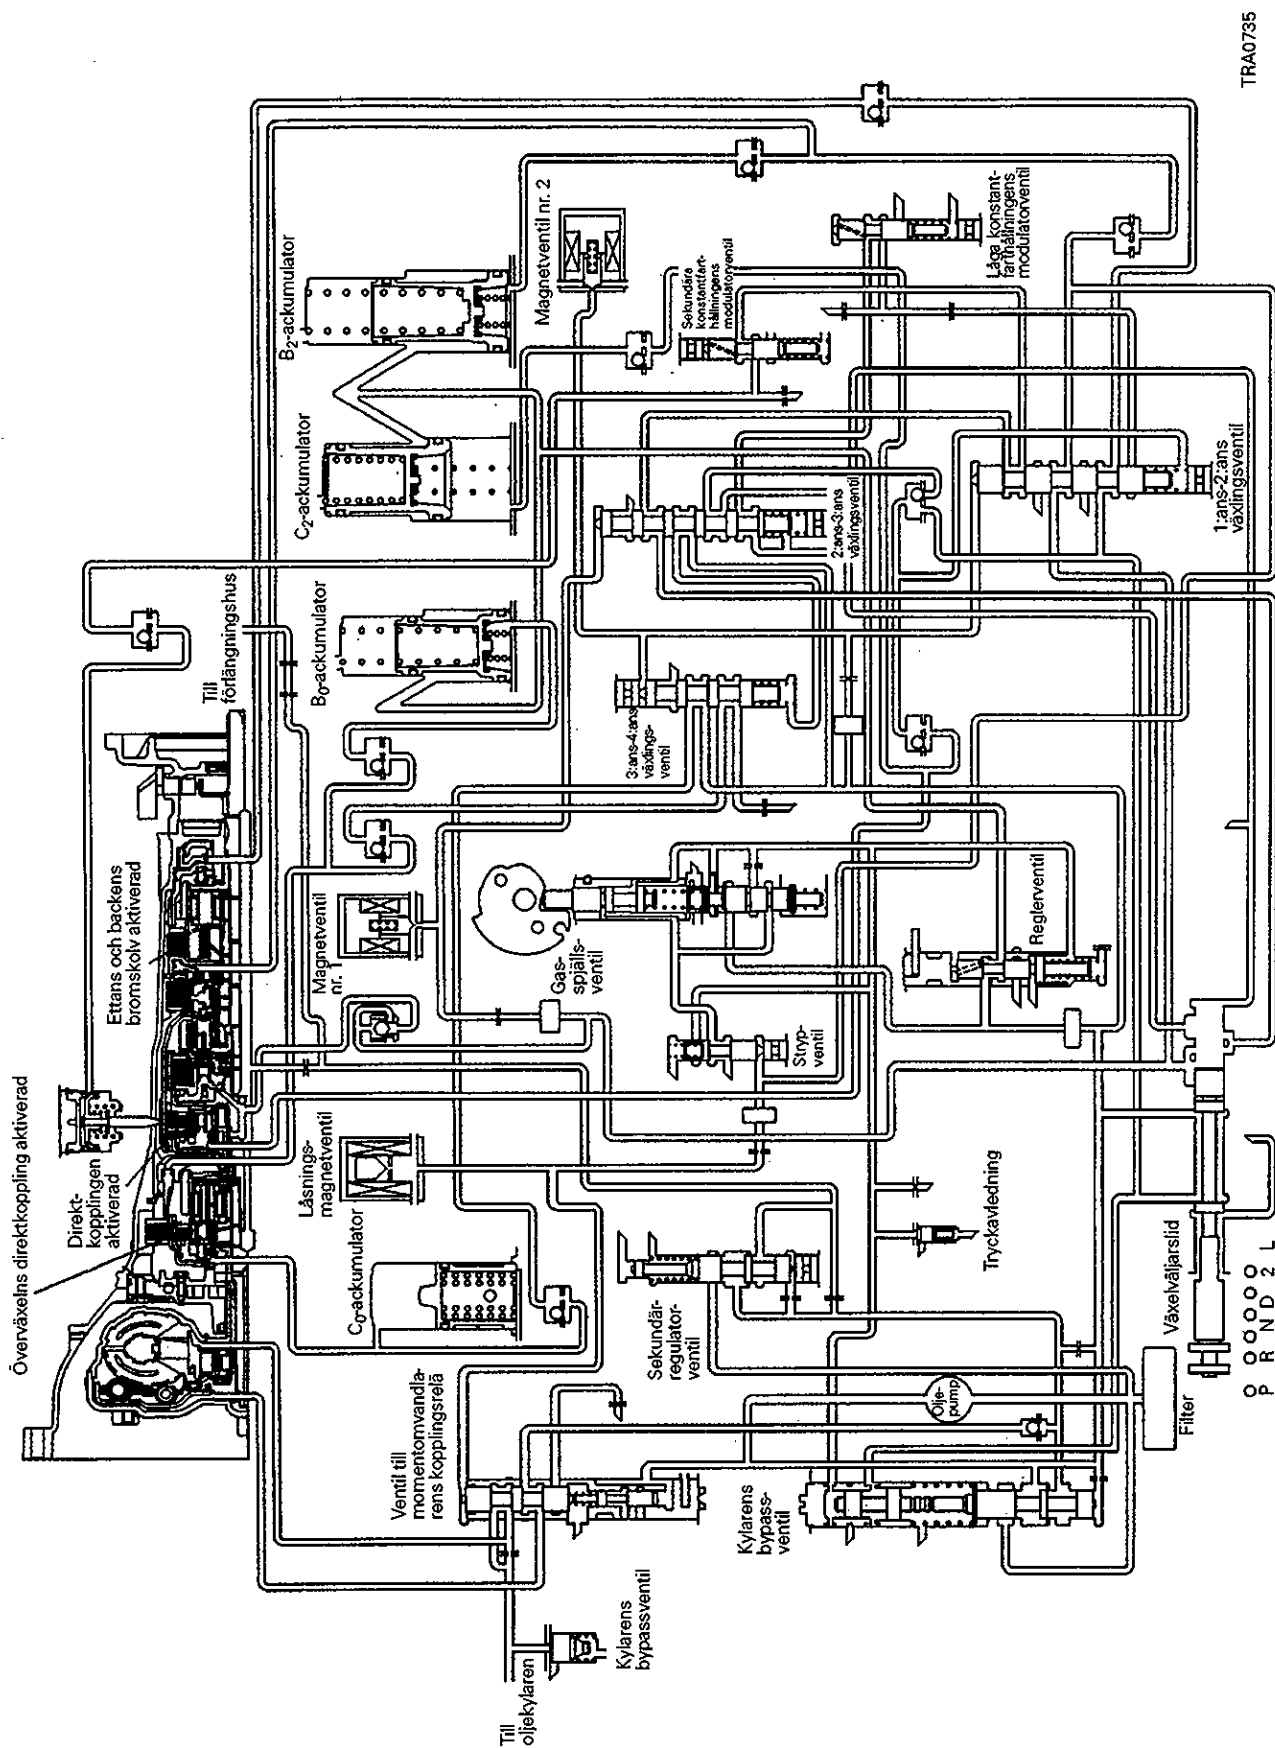 Överväxelns direktkoppling aktiverad
Direkt-
kopplingen
aktiverad
Ettans och backens
bromskolv aktiverad
Till
förlängningshus
C0-ackumulator
Låsnings-
magnetventil
Magnetventil
nr. 1
B0-ackumulator
C2-ackumulator
B2-ackumulator
Magnetventil nr. 2
Ventil till
momentomvandla-
rens kopplingsrelä
Till
oljekylaren
Kylarens
bypassventil
Gas-
spjälls-
ventil
3:ans-4:ans
växlings-
ventil
Sekundära
konstantfart-
hållningens
modulatorventil
Sekundär-
regulator-
ventil
Stryp-
ventil
2:ans-3:ans
växlingsventil
Låga konstant-
farthållningens
modulatorventil
Kylarens
bypass-
ventil
Olje-
pump
Tryckavledning
Reglerventil
1:ans-2:ans
växlingsventil
Filter
Växelväljarslid
P R N D 2 L
TRA0735